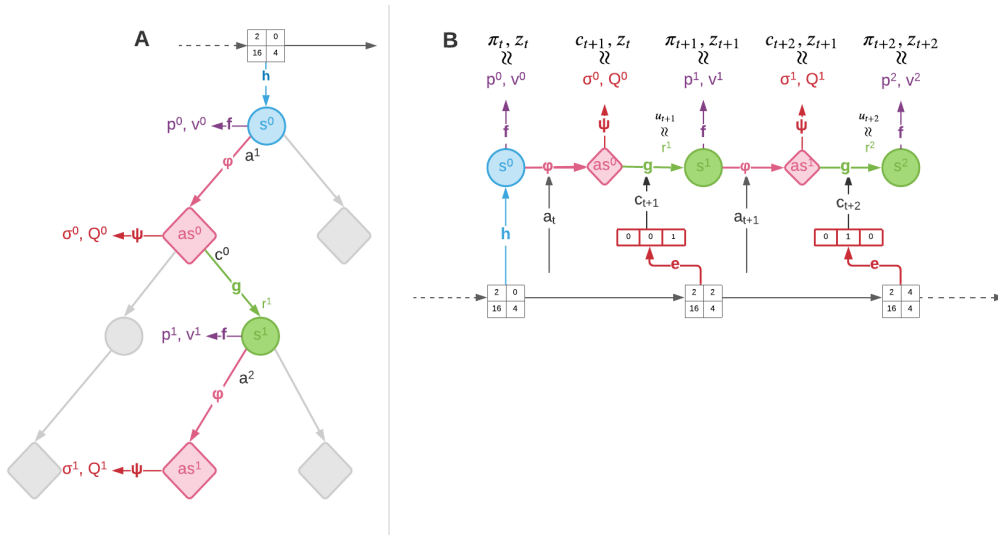 A
2 0
16 4
h
p⁰, v⁰ f s⁰
φ a¹
σ⁰, Q⁰ ψ as⁰
c⁰
g
r¹
p¹, v¹ f s¹
a²
φ
σ¹, Q¹ ψ as¹
B
π_t, z_t c_{t+1}, z_t π_{t+1}, z_{t+1} c_{t+2}, z_{t+1} π_{t+2}, z_{t+2}
≈ ≈ ≈ ≈ ≈
p⁰, v⁰ σ⁰, Q⁰ p¹, v¹ σ¹, Q¹ p², v²
u_{t+1} u_{t+2}
f ψ ≈ f ψ ≈ f
r¹ r²
s⁰ φ as⁰ g s¹ φ as¹ g s²
a_t c_{t+1} a_{t+1} c_{t+2}
h 0 0 1 0 1 0
e e
2 0 2 2 2 4
16 4 16 4 16 4